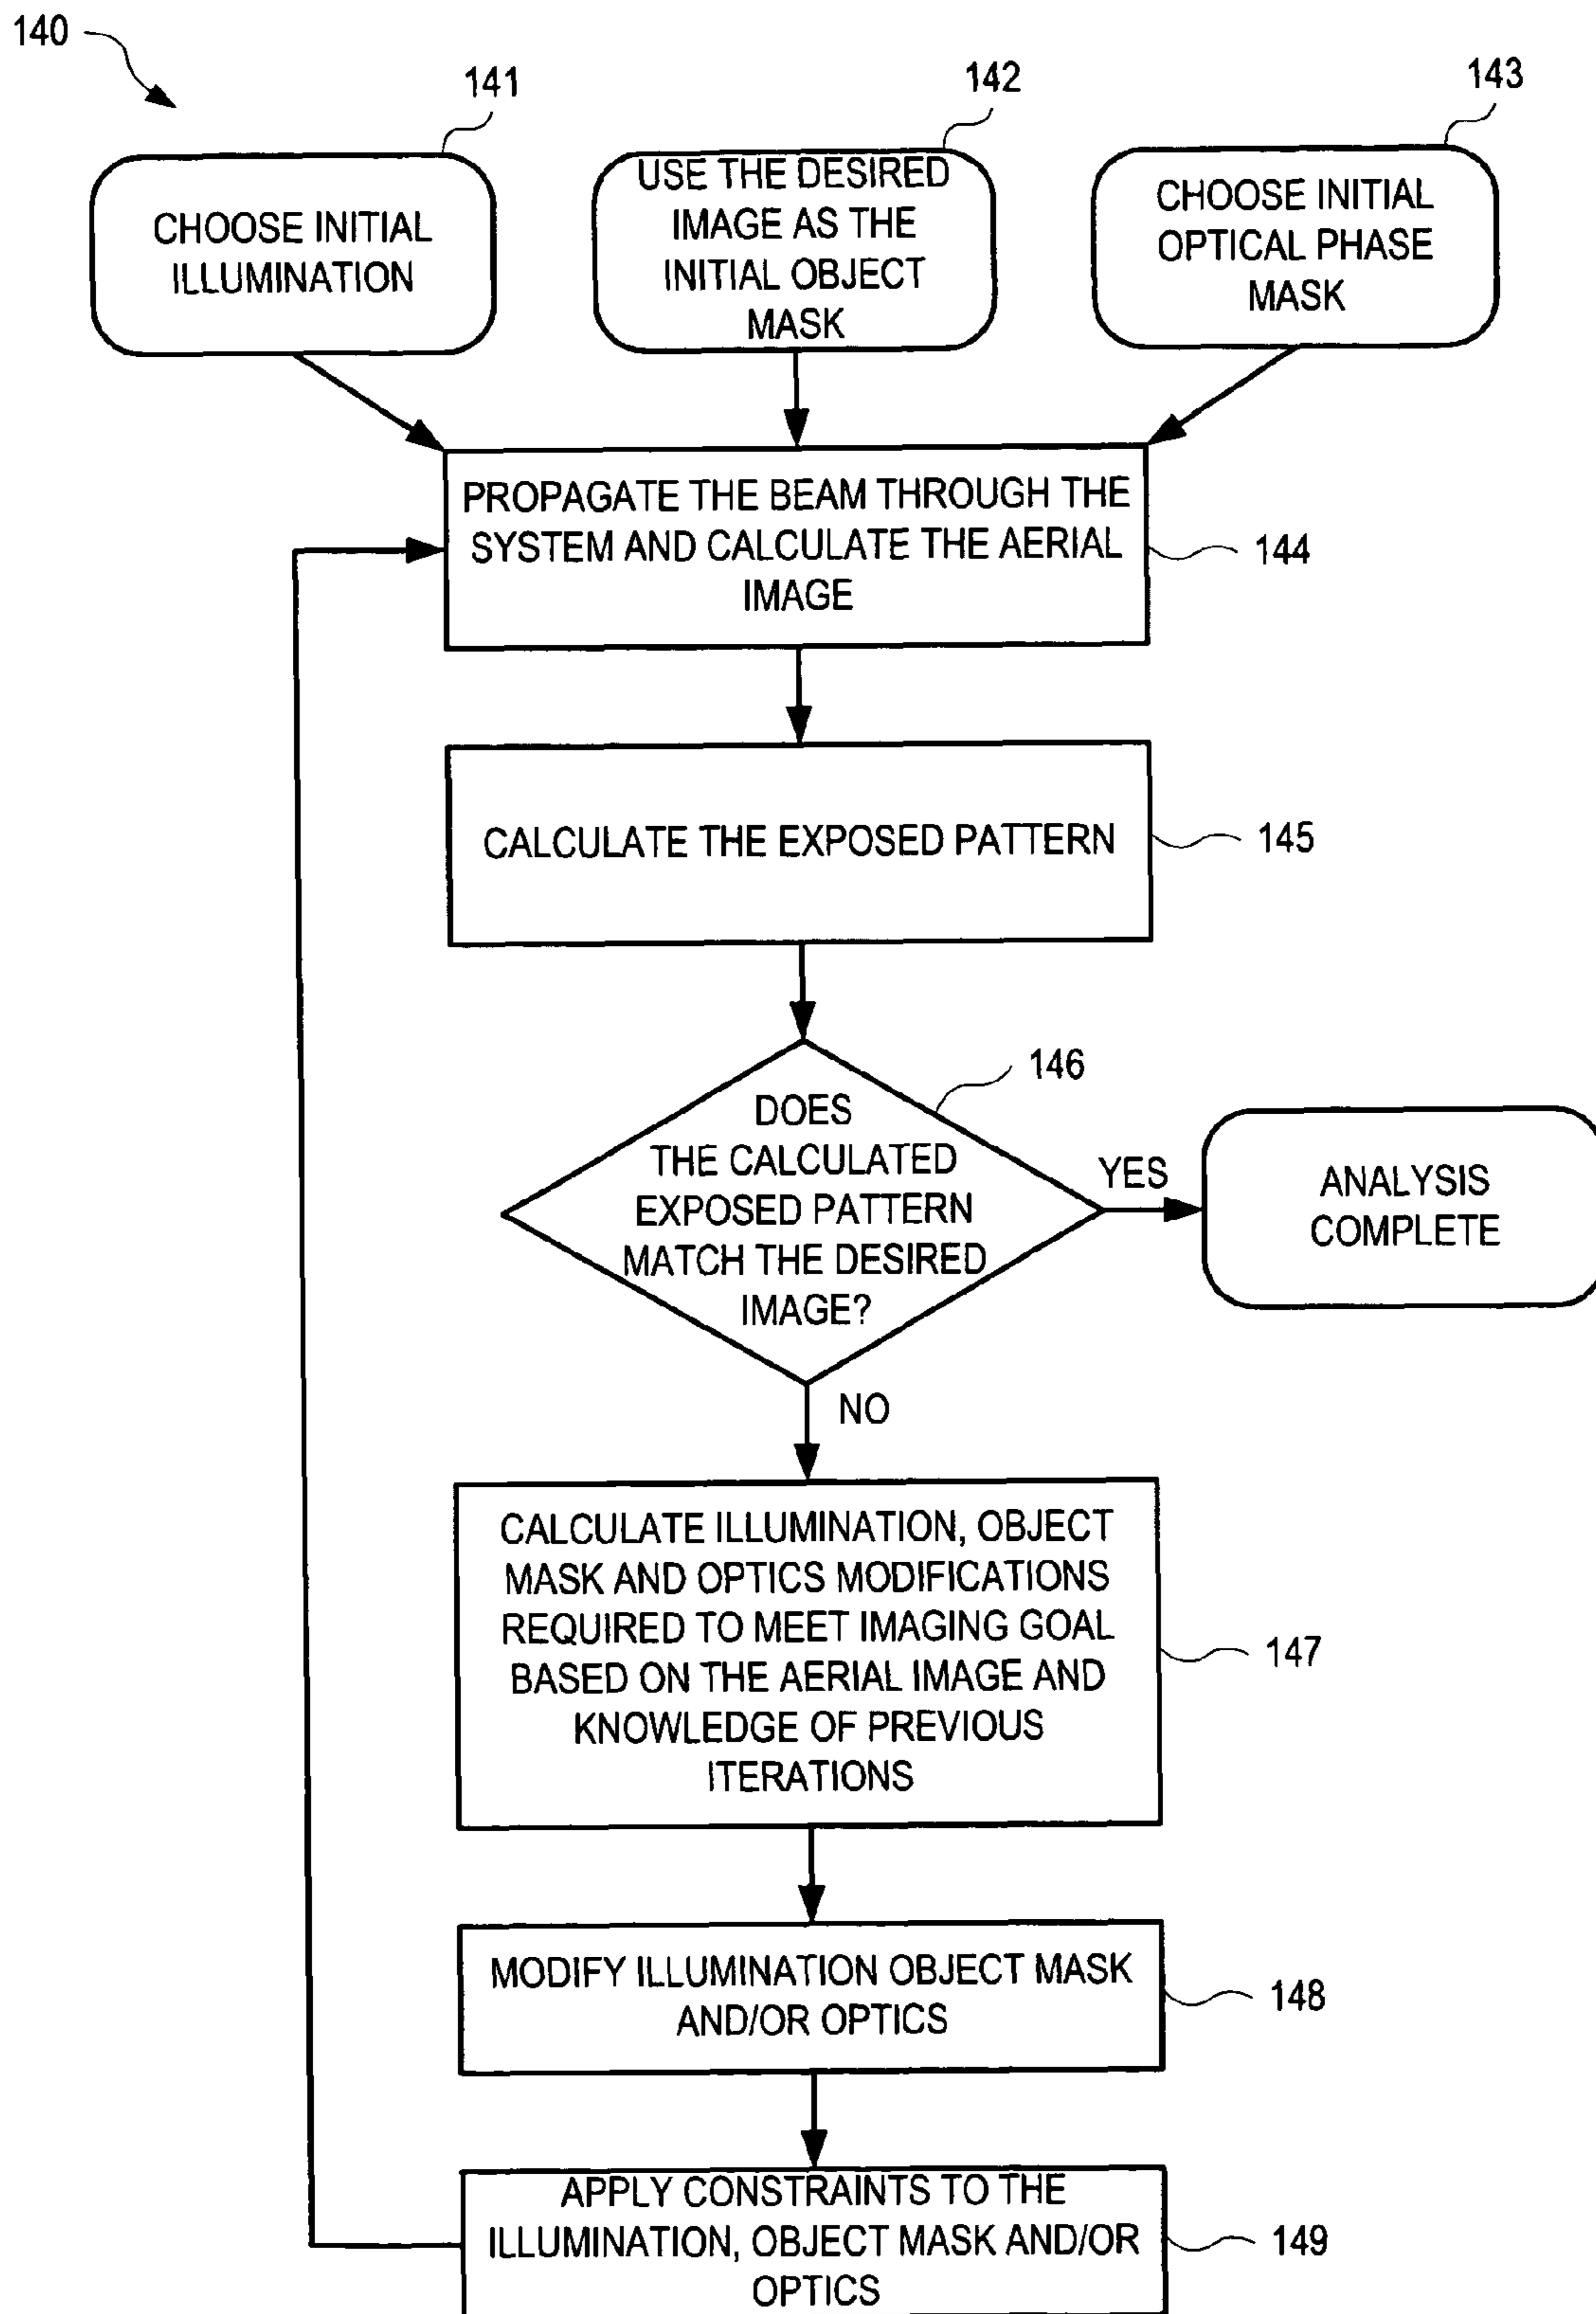 140
141
142
143
CHOOSE INITIAL
ILLUMINATION
USE THE DESIRED
IMAGE AS THE
INITIAL OBJECT
MASK
CHOOSE INITIAL
OPTICAL PHASE
MASK
PROPAGATE THE BEAM THROUGH THE
SYSTEM AND CALCULATE THE AERIAL
IMAGE
144
CALCULATE THE EXPOSED PATTERN
145
146
DOES
THE CALCULATED
EXPOSED PATTERN
MATCH THE DESIRED
IMAGE?
YES
ANALYSIS
COMPLETE
NO
CALCULATE ILLUMINATION, OBJECT
MASK AND OPTICS MODIFICATIONS
REQUIRED TO MEET IMAGING GOAL
BASED ON THE AERIAL IMAGE AND
KNOWLEDGE OF PREVIOUS
ITERATIONS
147
MODIFY ILLUMINATION OBJECT MASK
AND/OR OPTICS
148
APPLY CONSTRAINTS TO THE
ILLUMINATION, OBJECT MASK AND/OR
OPTICS
149